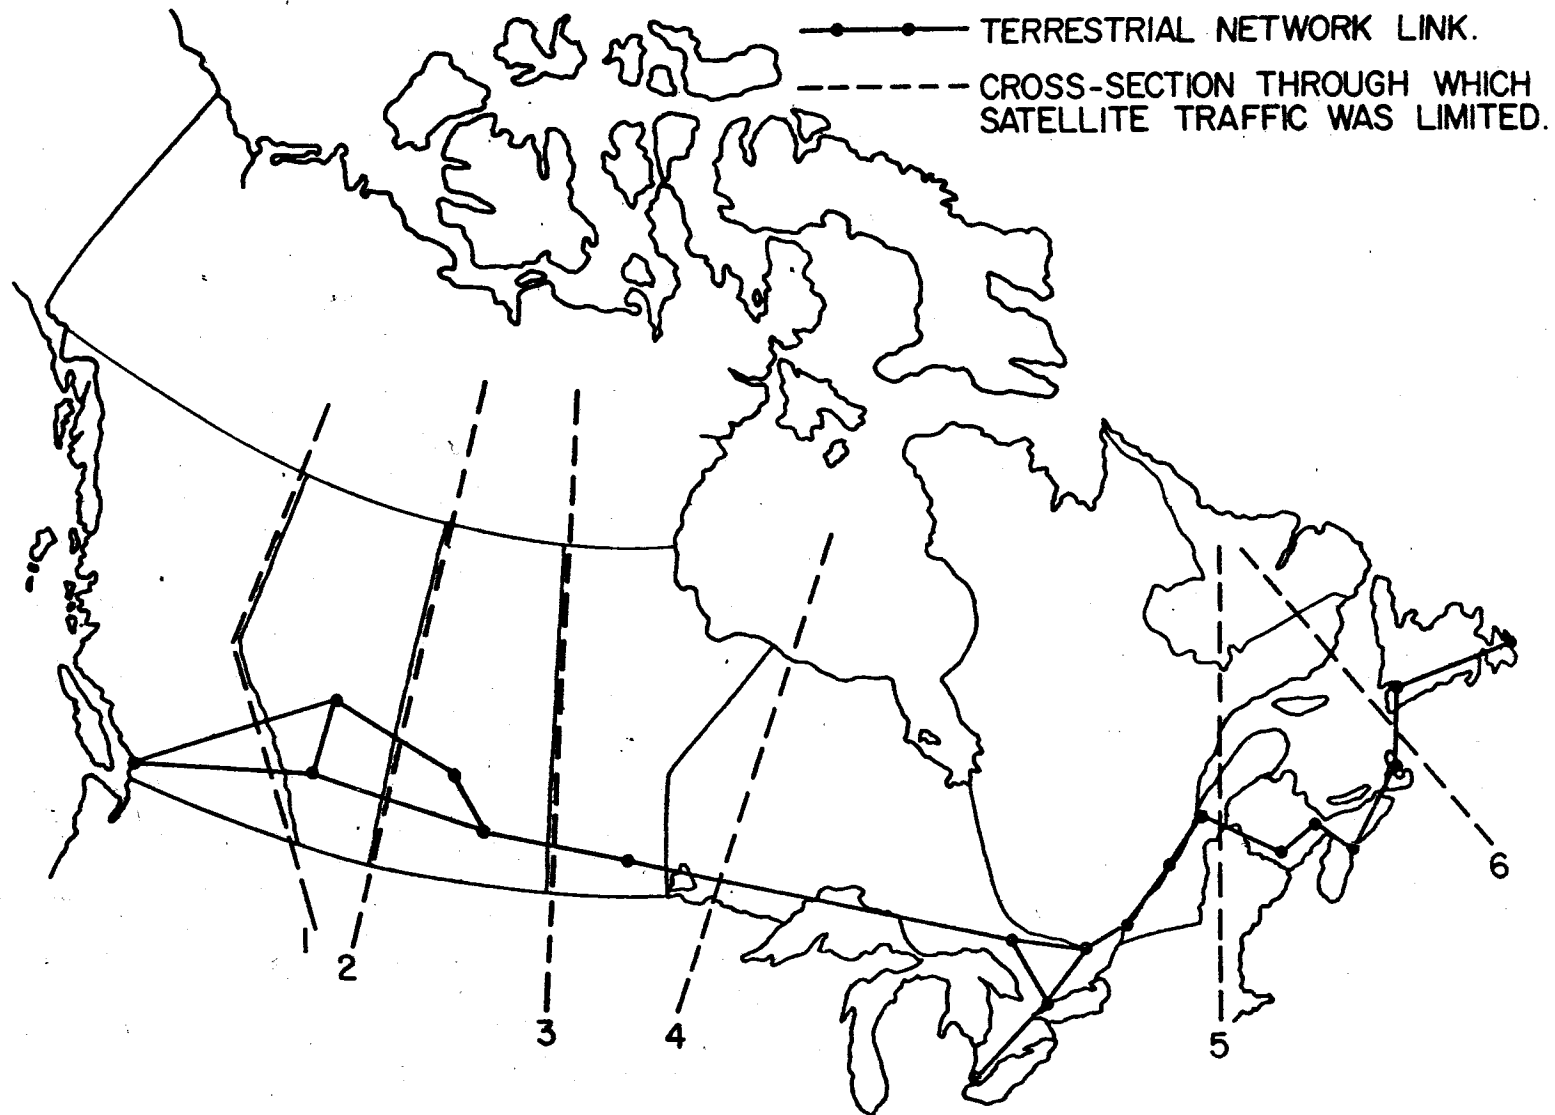 TERRESTRIAL NETWORK LINK.
CROSS-SECTION THROUGH WHICH
SATELLITE TRAFFIC WAS LIMITED.
1
2
3
4
5
6